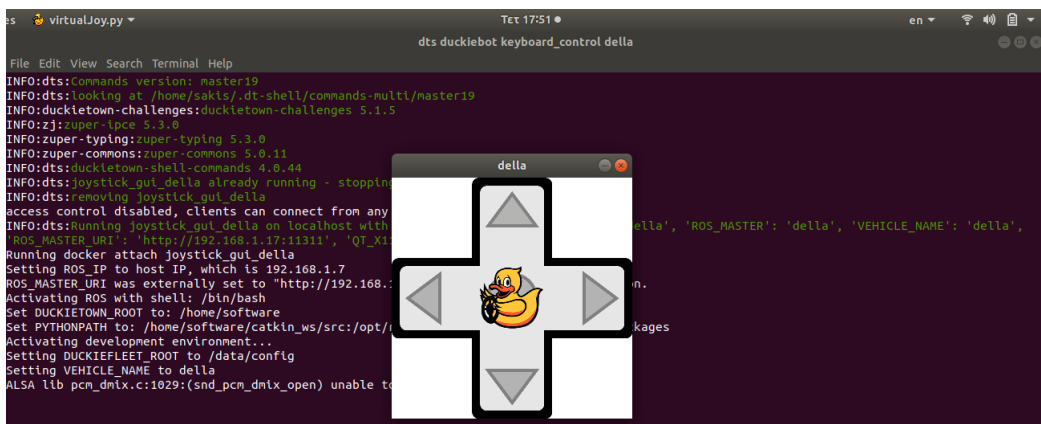 es virtualJoy.py Τετ 17:51 en
dts duckiebot keyboard_control della
File Edit View Search Terminal Help
INFO:dts:Commands version: master19
INFO:dts:looking at /home/sakis/.dt-shell/commands-multi/master19
INFO:duckietown-challenges:duckietown-challenges 5.1.5
INFO:zj:zuper-ipce 5.3.0
INFO:zuper-typing:zuper-typing 5.3.0
INFO:zuper-commons:zuper-commons 5.0.11
INFO:dts:duckietown-shell-commands 4.0.44
della
INFO:dts:joystick_gui_della already running - stopping
INFO:dts:removing joystick_gui_della
access control disabled, clients can connect from any
INFO:dts:Running joystick_gui_della on localhost with ella', 'ROS_MASTER': 'della', 'VEHICLE_NAME': 'della',
'ROS_MASTER_URI': 'http://192.168.1.17:11311', 'QT_X1
Running docker attach joystick_gui_della
Setting ROS_IP to host IP, which is 192.168.1.7
ROS_MASTER_URI was externally set to "http://192.168. n.
Activating ROS with shell: /bin/bash
Set DUCKIETOWN_ROOT to: /home/software
Set PYTHONPATH to: /home/software/catkin_ws/src:/opt/ kages
Activating development environment...
Setting DUCKIEFLEET_ROOT to /data/config
Setting VEHICLE_NAME to della
ALSA lib pcm_dmix.c:1029:(snd_pcm_dmix_open) unable to